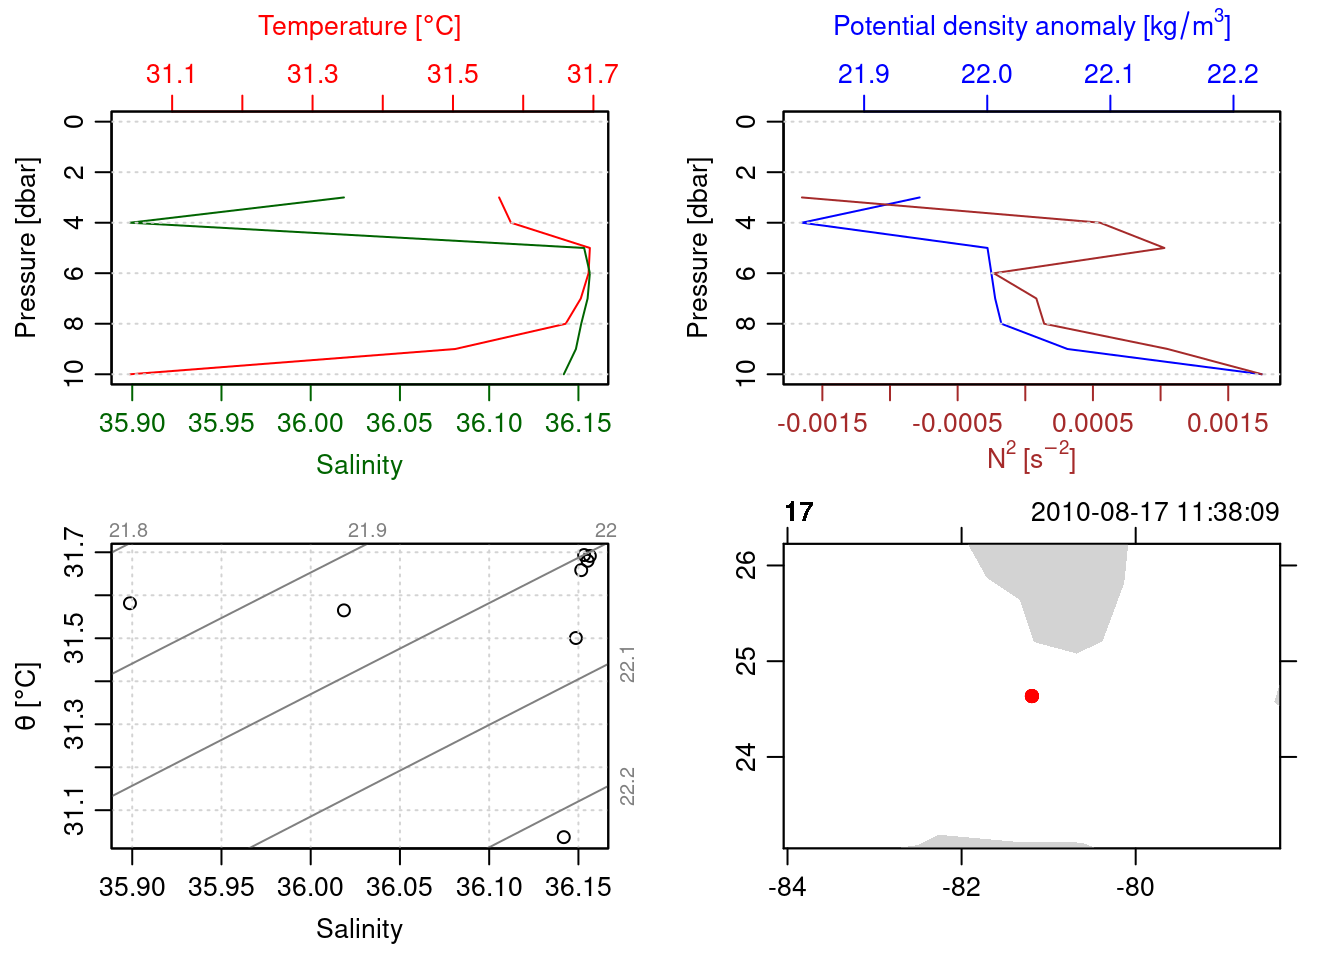 Temperature [°C]
31.1 31.3 31.5 31.7
Pressure [dbar]
0 2 4 6 8 10
35.90 35.95 36.00 36.05 36.10 36.15
Salinity
Potential density anomaly [kg/m³]
21.9 22.0 22.1 22.2
Pressure [dbar]
0 2 4 6 8 10
-0.0015 -0.0005 0.0005 0.0015
N² [s⁻²]
21.8 21.9 22
θ [°C]
31.7 31.5 31.3 31.1
22.1
22.2
35.90 35.95 36.00 36.05 36.10 36.15
Salinity
17 2010-08-17 11:38:09
26 25 24
-84 -82 -80